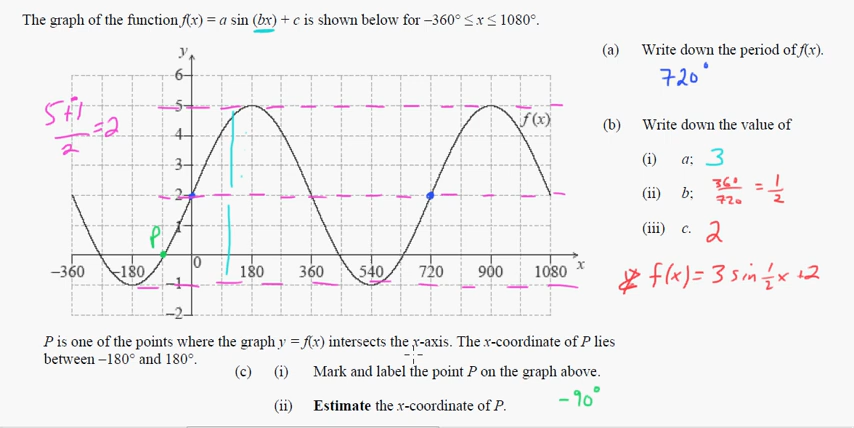 The graph of the function f(x) = a sin (bx) + c is shown below for –360° ≤ x ≤ 1080°.
(a) Write down the period of f(x).
720°
(b) Write down the value of
(i) a; 3
(ii) b; 360/720 = 1/2
(iii) c. 2
f(x) = 3 sin 1/2 x + 2
y
6
5
4
3
2
1
0
–1
–2
–360 –180 180 360 540 720 900 1080 x
f(x)
P
5+-1/2 = 2
P is one of the points where the graph y = f(x) intersects the x-axis. The x-coordinate of P lies
between –180° and 180°.
(c) (i) Mark and label the point P on the graph above.
(ii) Estimate the x-coordinate of P. -90°